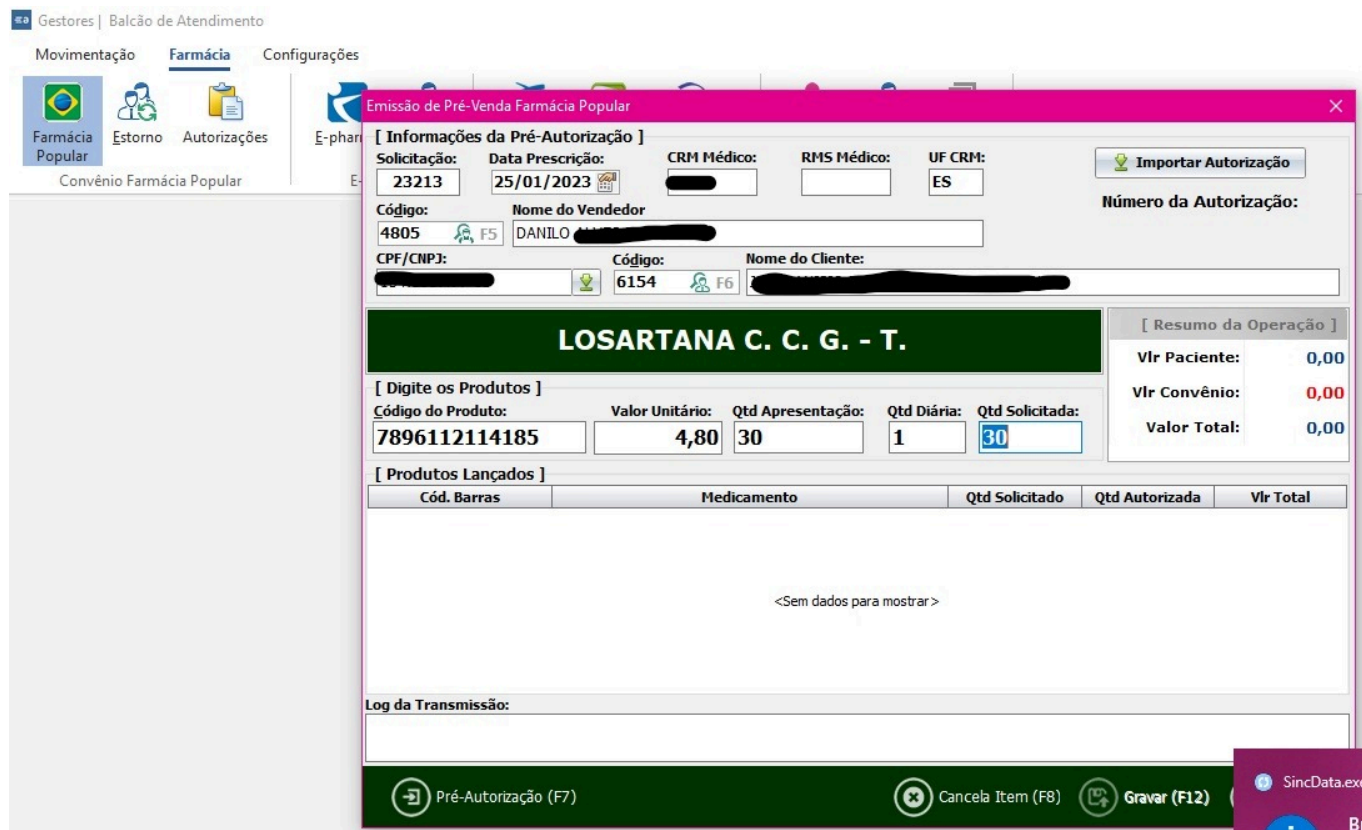 Gestores | Balcão de Atendimento
Movimentação Farmácia Configurações
Farmácia Popular Estorno Autorizações
Convênio Farmácia Popular
Emissão de Pré-Venda Farmácia Popular
[ Informações da Pré-Autorização ]
Solicitação: Data Prescrição: CRM Médico: RMS Médico: UF CRM:
23213 25/01/2023 ES
Importar Autorização
Número da Autorização:
Código: Nome do Vendedor
4805 F5 DANILO
CPF/CNPJ: Código: Nome do Cliente:
6154 F6
LOSARTANA C. C. G. - T.
[ Resumo da Operação ]
Vlr Paciente: 0,00
Vlr Convênio: 0,00
Valor Total: 0,00
[ Digite os Produtos ]
Código do Produto: Valor Unitário: Qtd Apresentação: Qtd Diária: Qtd Solicitada:
7896112114185 4,80 30 1 30
[ Produtos Lançados ]
Cód. Barras Medicamento Qtd Solicitado Qtd Autorizada Vlr Total
<Sem dados para mostrar>
Log da Transmissão:
Pré-Autorização (F7) Cancela Item (F8) Gravar (F12)
SincData.exe